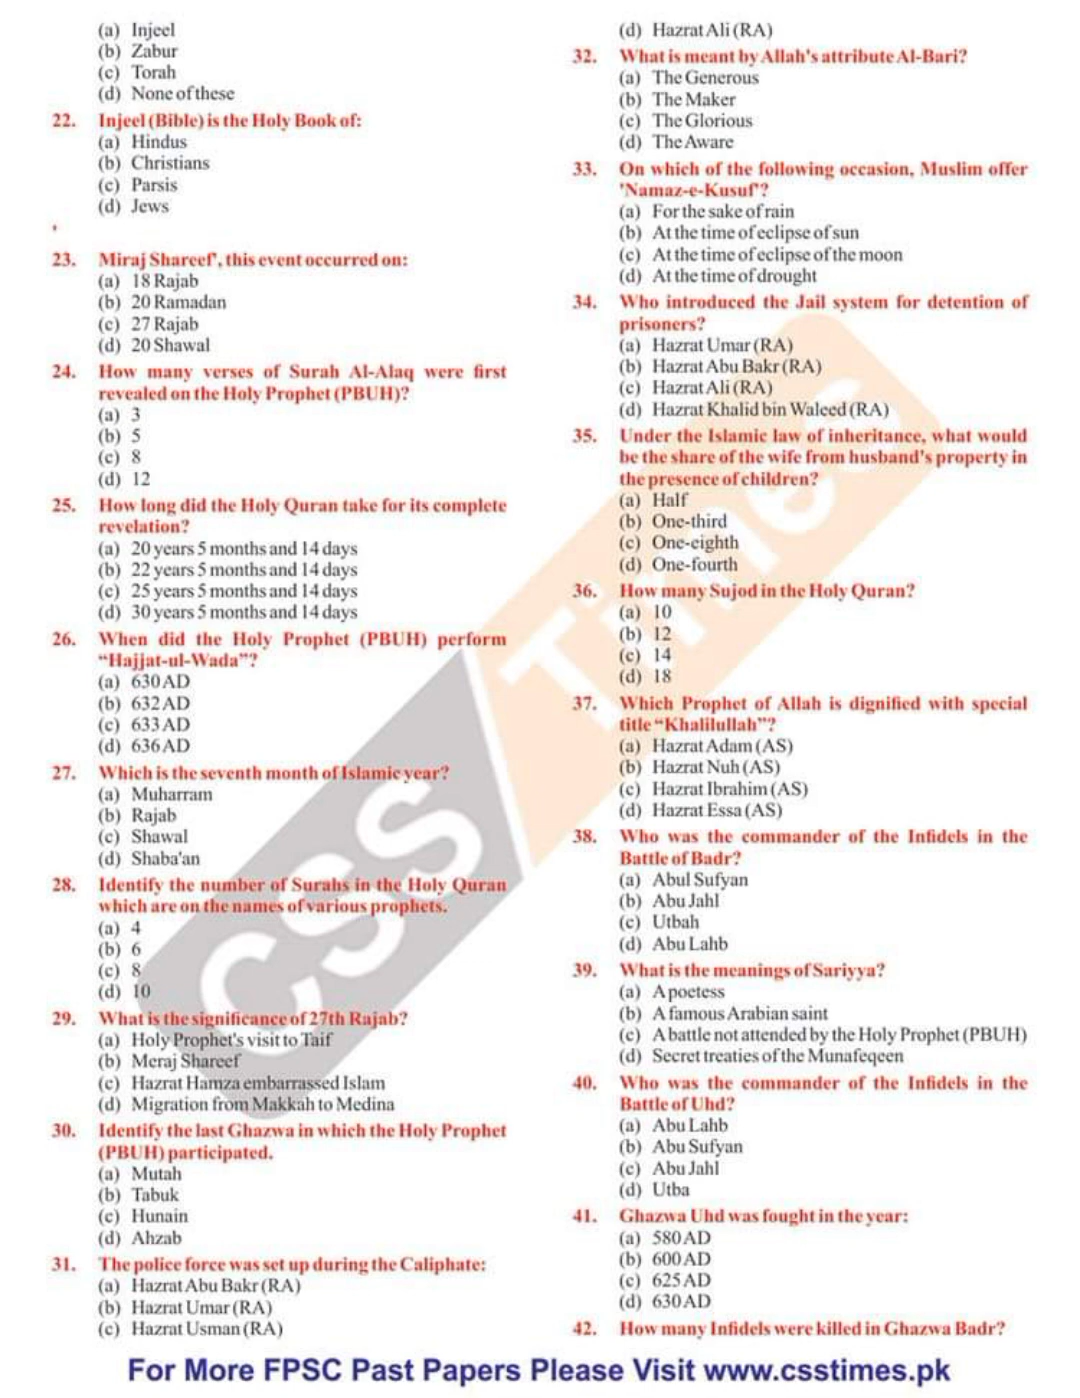 (a) Injeel
(b) Zabur
(c) Torah
(d) None of these
22. Injeel (Bible) is the Holy Book of:
(a) Hindus
(b) Christians
(c) Parsis
(d) Jews
23. Miraj Shareef', this event occurred on:
(a) 18 Rajab
(b) 20 Ramadan
(c) 27 Rajab
(d) 20 Shawal
24. How many verses of Surah Al-Alaq were first
revealed on the Holy Prophet (PBUH)?
(a) 3
(b) 5
(c) 8
(d) 12
25. How long did the Holy Quran take for its complete
revelation?
(a) 20 years 5 months and 14 days
(b) 22 years 5 months and 14 days
(c) 25 years 5 months and 14 days
(d) 30 years 5 months and 14 days
26. When did the Holy Prophet (PBUH) perform
“Hajjat-ul-Wada”?
(a) 630 AD
(b) 632 AD
(c) 633 AD
(d) 636 AD
27. Which is the seventh month of Islamic year?
(a) Muharram
(b) Rajab
(c) Shawal
(d) Shaba'an
28. Identify the number of Surahs in the Holy Quran
which are on the names of various prophets.
(a) 4
(b) 6
(c) 8
(d) 10
29. What is the significance of 27th Rajab?
(a) Holy Prophet's visit to Taif
(b) Meraj Shareef
(c) Hazrat Hamza embarrassed Islam
(d) Migration from Makkah to Medina
30. Identify the last Ghazwa in which the Holy Prophet
(PBUH) participated.
(a) Mutah
(b) Tabuk
(c) Hunain
(d) Ahzab
31. The police force was set up during the Caliphate:
(a) Hazrat Abu Bakr (RA)
(b) Hazrat Umar (RA)
(c) Hazrat Usman (RA)
(d) Hazrat Ali (RA)
32. What is meant by Allah's attribute Al-Bari?
(a) The Generous
(b) The Maker
(c) The Glorious
(d) The Aware
33. On which of the following occasion, Muslim offer
'Namaz-e-Kusuf'?
(a) For the sake of rain
(b) At the time of eclipse of sun
(c) At the time of eclipse of the moon
(d) At the time of drought
34. Who introduced the Jail system for detention of
prisoners?
(a) Hazrat Umar (RA)
(b) Hazrat Abu Bakr (RA)
(c) Hazrat Ali (RA)
(d) Hazrat Khalid bin Waleed (RA)
35. Under the Islamic law of inheritance, what would
be the share of the wife from husband's property in
the presence of children?
(a) Half
(b) One-third
(c) One-eighth
(d) One-fourth
36. How many Sujod in the Holy Quran?
(a) 10
(b) 12
(c) 14
(d) 18
37. Which Prophet of Allah is dignified with special
title “Khalilullah”?
(a) Hazrat Adam (AS)
(b) Hazrat Nuh (AS)
(c) Hazrat Ibrahim (AS)
(d) Hazrat Essa (AS)
38. Who was the commander of the Infidels in the
Battle of Badr?
(a) Abul Sufyan
(b) Abu Jahl
(c) Utbah
(d) Abu Lahb
39. What is the meanings of Sariyya?
(a) A poetess
(b) A famous Arabian saint
(c) A battle not attended by the Holy Prophet (PBUH)
(d) Secret treaties of the Munafeqeen
40. Who was the commander of the Infidels in the
Battle of Uhd?
(a) Abu Lahb
(b) Abu Sufyan
(c) Abu Jahl
(d) Utba
41. Ghazwa Uhd was fought in the year:
(a) 580 AD
(b) 600 AD
(c) 625 AD
(d) 630 AD
42. How many Infidels were killed in Ghazwa Badr?
CSS Times
For More FPSC Past Papers Please Visit www.csstimes.pk